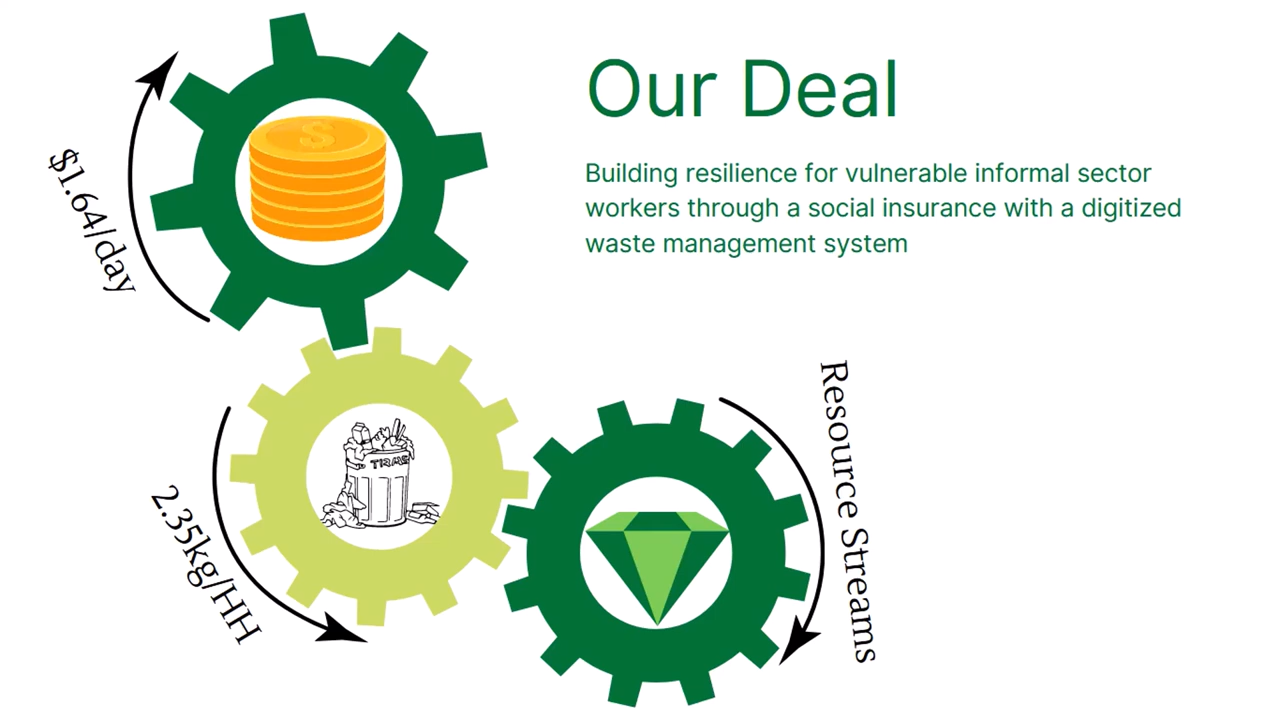 Our Deal
Building resilience for vulnerable informal sector
workers through a social insurance with a digitized
waste management system
$1.64/day
2.35kg/HH
Resource Streams
$